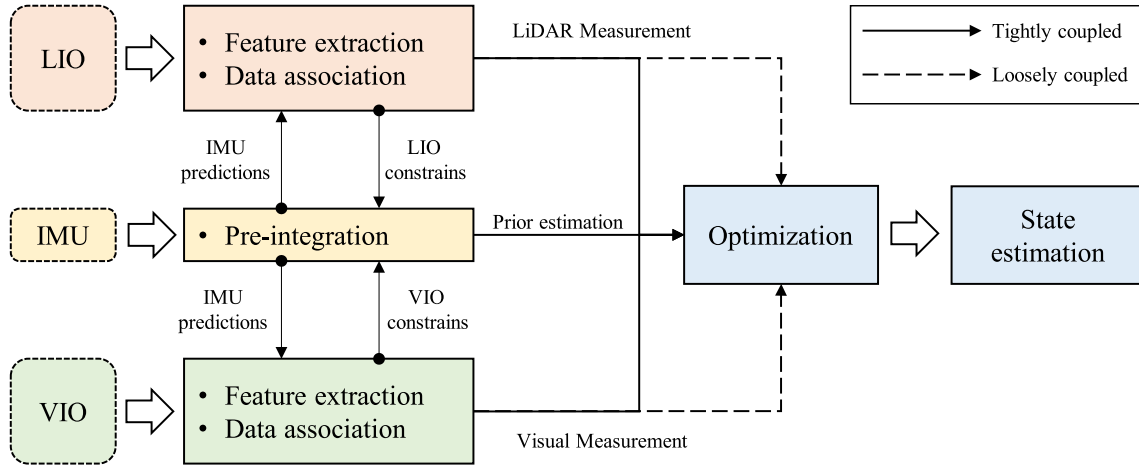 LIO
• Feature extraction
• Data association
LiDAR Measurement
Tightly coupled
Loosely coupled
IMU
predictions
LIO
constrains
IMU
• Pre-integration
Prior estimation
Optimization
State
estimation
IMU
predictions
VIO
constrains
VIO
• Feature extraction
• Data association
Visual Measurement